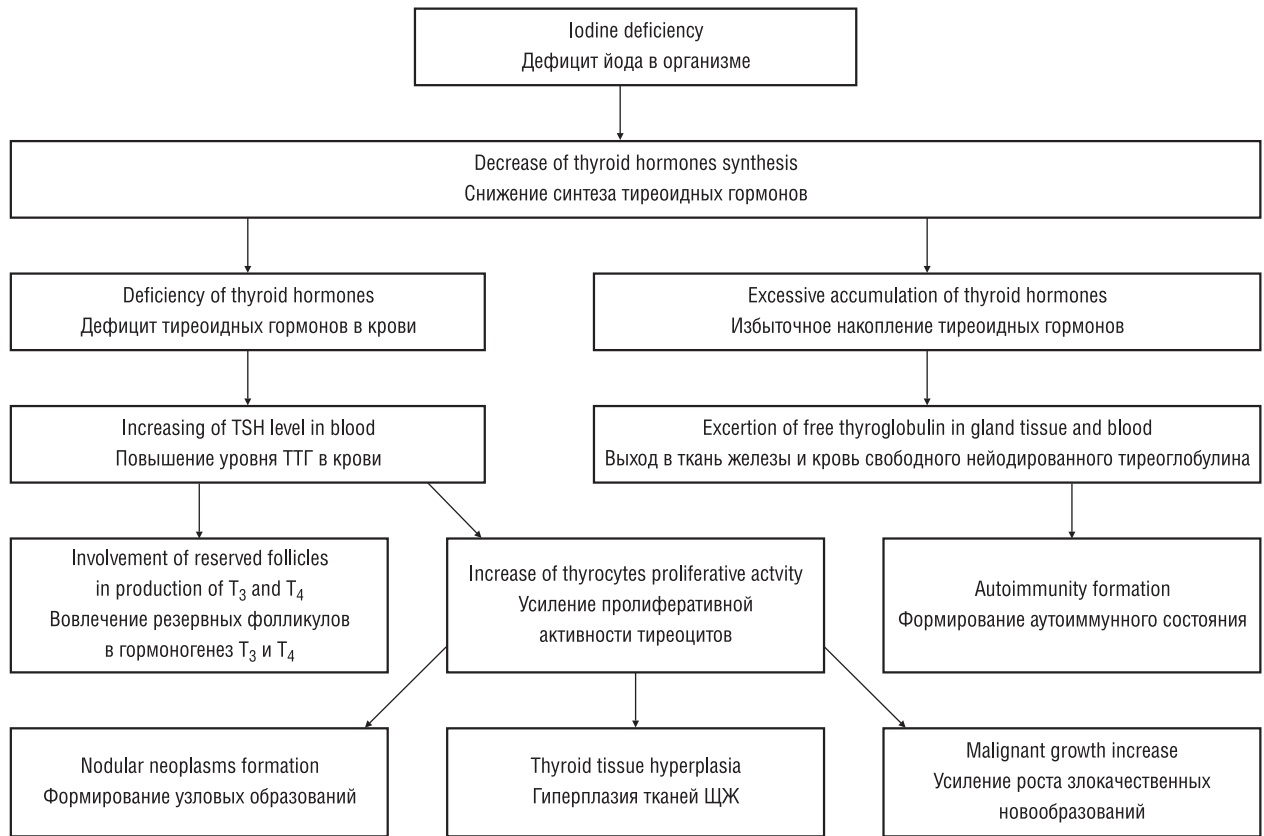 Iodine deficiency
Дефицит йода в организме
Decrease of thyroid hormones synthesis
Снижение синтеза тиреоидных гормонов
Deficiency of thyroid hormones
Дефицит тиреоидных гормонов в крови
Excessive accumulation of thyroid hormones
Избыточное накопление тиреоидных гормонов
Increasing of TSH level in blood
Повышение уровня ТТГ в крови
Excertion of free thyroglobulin in gland tissue and blood
Выход в ткань железы и кровь свободного нейодированного тиреоглобулина
Involvement of reserved follicles
in production of T₃ and T₄
Вовлечение резервных фолликулов
в гормоногенез T₃ и T₄
Increase of thyrocytes proliferative actvity
Усиление пролиферативной
активности тиреоцитов
Autoimmunity formation
Формирование аутоиммунного состояния
Nodular neoplasms formation
Формирование узловых образований
Thyroid tissue hyperplasia
Гиперплазия тканей ЩЖ
Malignant growth increase
Усиление роста злокачественных
новообразований